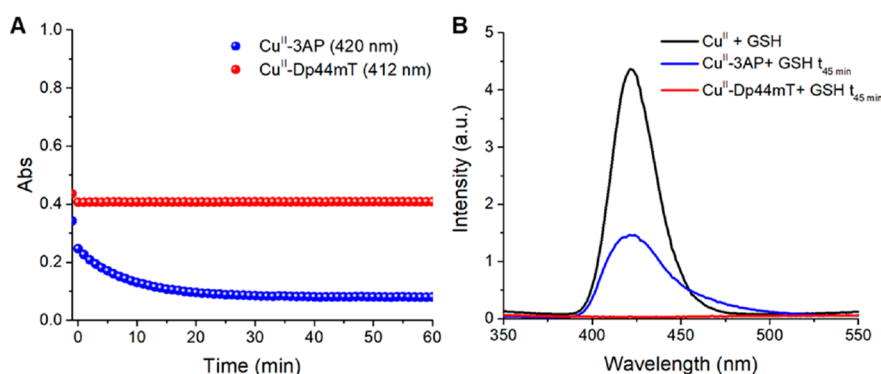 A
Cu^II-3AP (420 nm)
Cu^II-Dp44mT (412 nm)
1.0
0.8
0.6
0.4
0.2
0.0
Abs
0 10 20 30 40 50 60
Time (min)
B
Cu^II + GSH
Cu^II-3AP+ GSH t_45 min
Cu^II-Dp44mT+ GSH t_45 min
5
4
3
2
1
0
Intensity (a.u.)
350 400 450 500 550
Wavelength (nm)